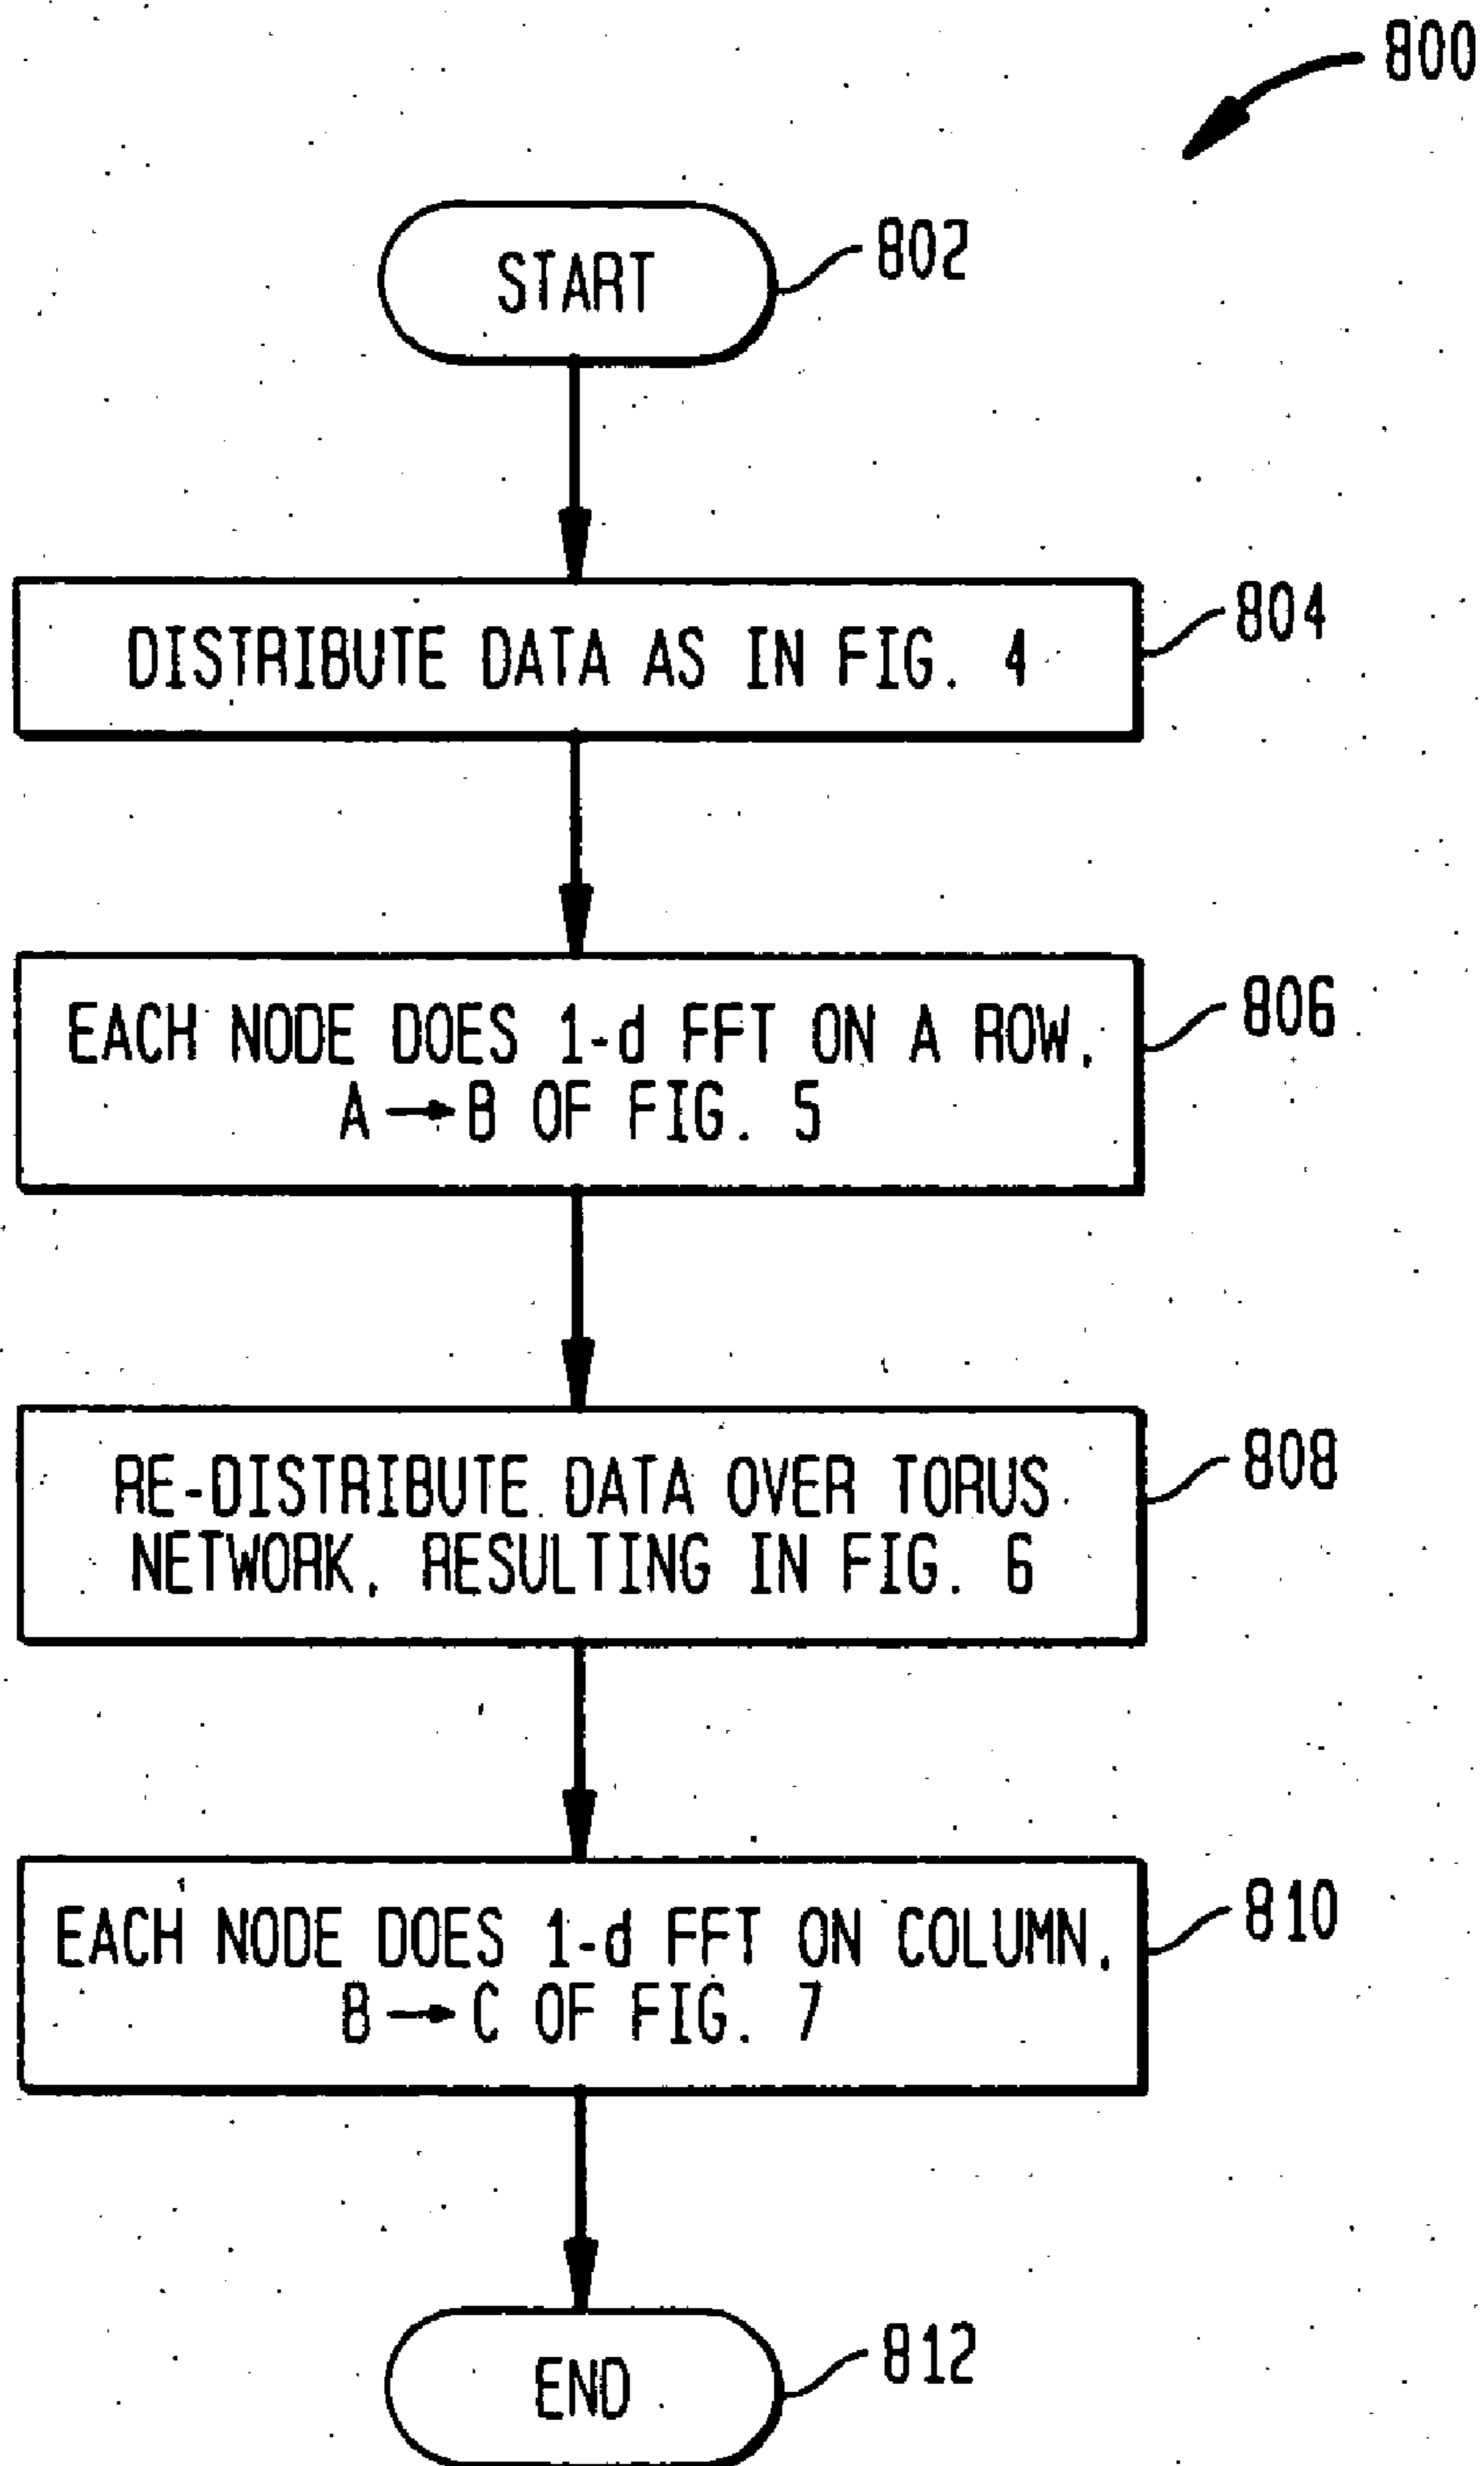 800
START
802
DISTRIBUTE DATA AS IN FIG. 4
804
EACH NODE DOES 1-d FFT ON A ROW,
A → B OF FIG. 5
806
RE-DISTRIBUTE DATA OVER TORUS
NETWORK, RESULTING IN FIG. 6
808
EACH NODE DOES 1-d FFT ON COLUMN,
B → C OF FIG. 7
810
END
812